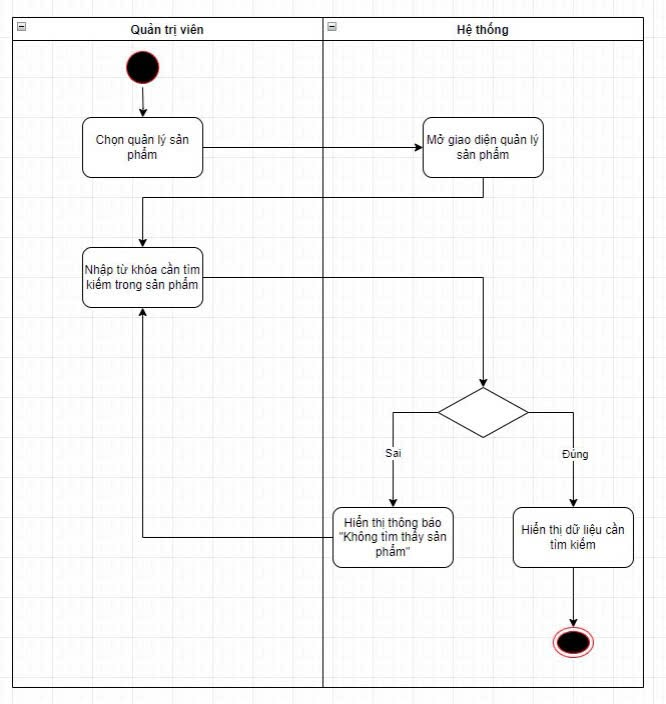 Quản trị viên
Hệ thống
Chọn quản lý sản
phẩm
Mở giao diện quản lý
sản phẩm
Nhập từ khóa cần tìm
kiếm trong sản phẩm
Sai
Đúng
Hiển thị thông báo
"Không tìm thấy sản
phẩm"
Hiển thị dữ liệu cần
tìm kiếm